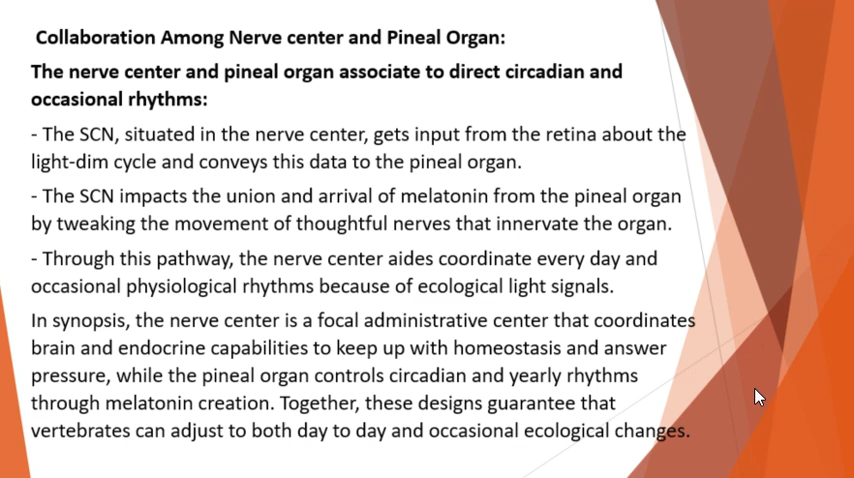 Collaboration Among Nerve center and Pineal Organ:
The nerve center and pineal organ associate to direct circadian and
occasional rhythms:
- The SCN, situated in the nerve center, gets input from the retina about the
light-dim cycle and conveys this data to the pineal organ.
- The SCN impacts the union and arrival of melatonin from the pineal organ
by tweaking the movement of thoughtful nerves that innervate the organ.
- Through this pathway, the nerve center aides coordinate every day and
occasional physiological rhythms because of ecological light signals.
In synopsis, the nerve center is a focal administrative center that coordinates
brain and endocrine capabilities to keep up with homeostasis and answer
pressure, while the pineal organ controls circadian and yearly rhythms
through melatonin creation. Together, these designs guarantee that
vertebrates can adjust to both day to day and occasional ecological changes.